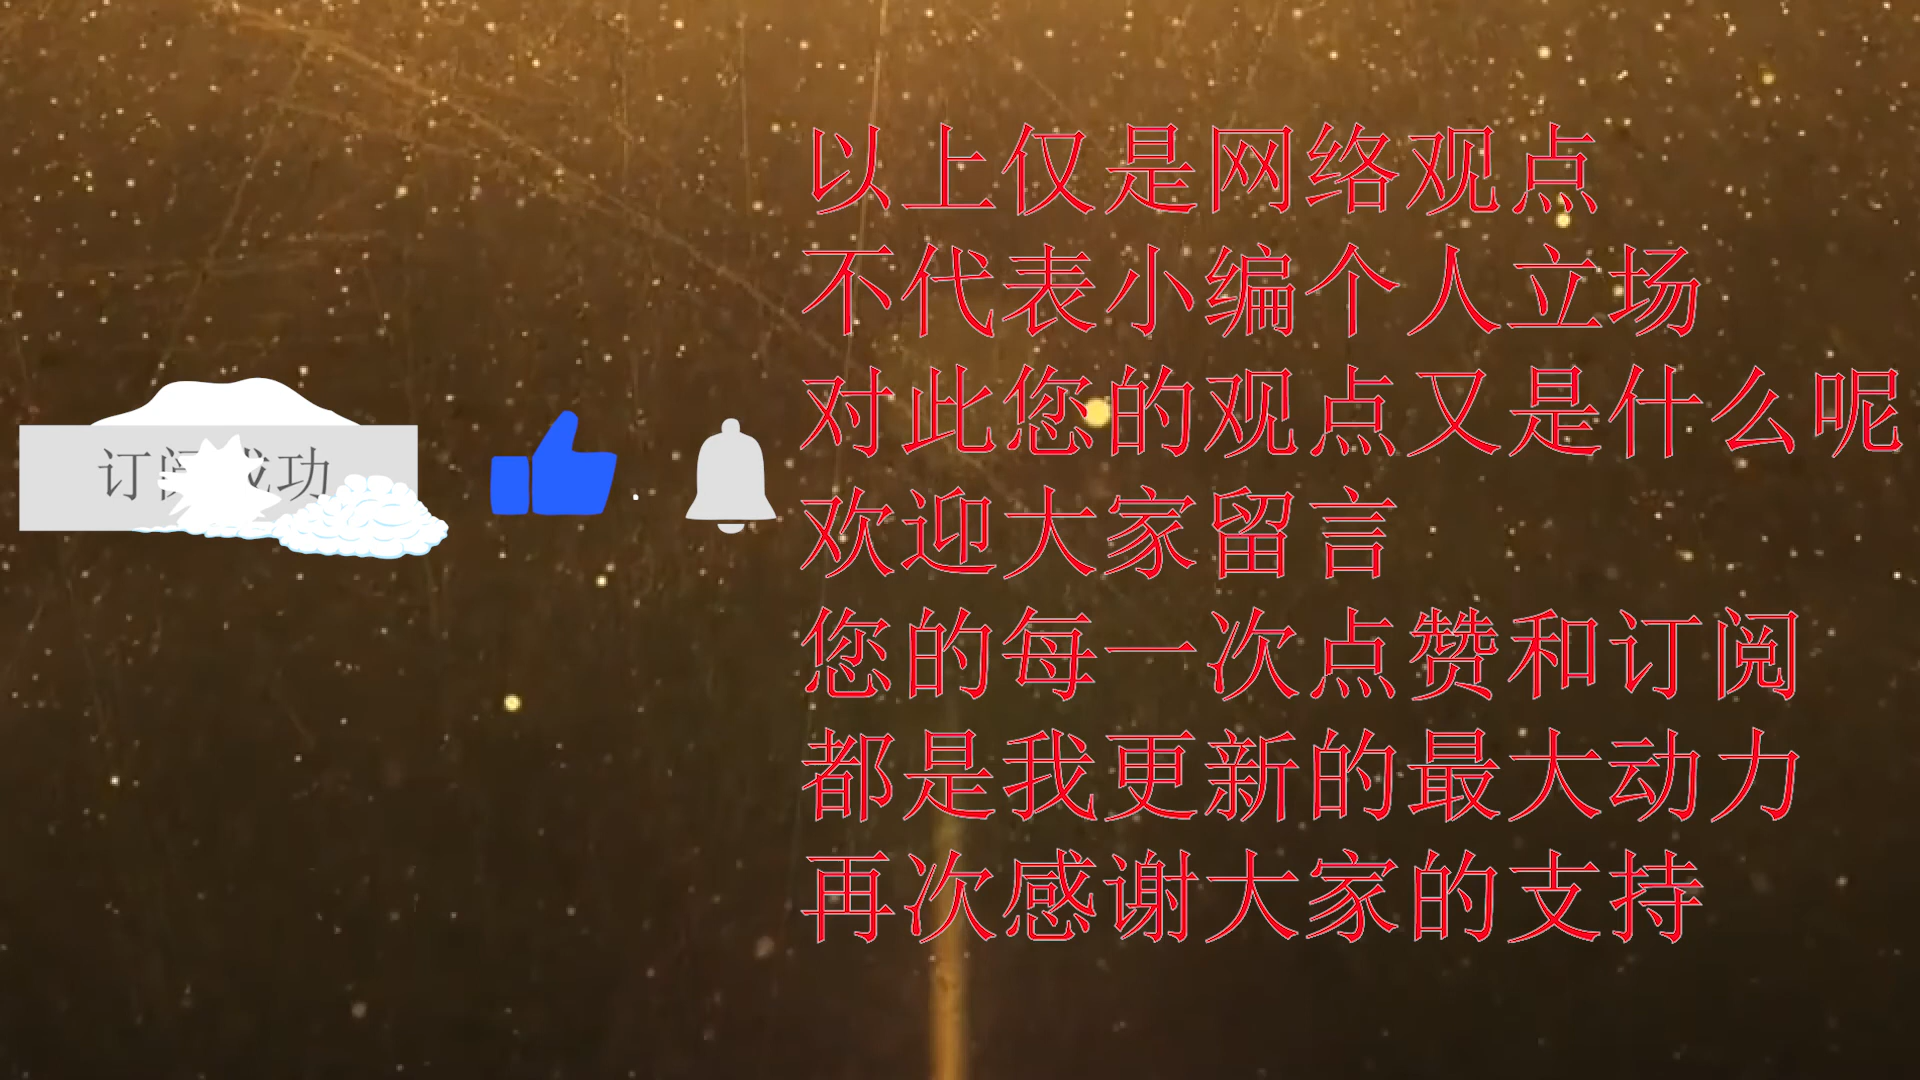 以上仅是网络观点
不代表小编个人立场
对此您的观点又是什么呢
欢迎大家留言
您的每一次点赞和订阅
都是我更新的最大动力
再次感谢大家的支持
订阅成功